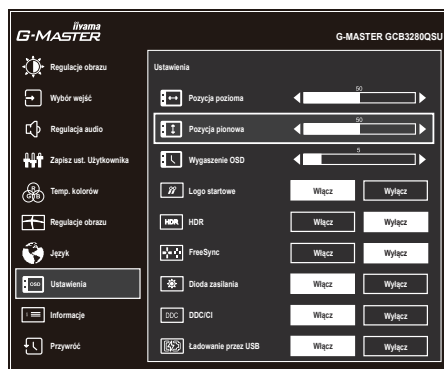 iiyama
G-MASTER
G-MASTER GCB3280QSU
Regulacje obrazu
Wybór wejść
Regulacja audio
Zapisz ust. Użytkownika
Temp. kolorów
R
G B
Regulacje obrazu
Język
OSD
Ustawienia
i
Informacje
Przywróć
Ustawienia
Pozycja pozioma
50
Pozycja pionowa
50
Wygaszenie OSD
5
Logo startowe
Włącz
Wyłącz
HDR
HDR
Włącz
Wyłącz
FreeSync
Włącz
Wyłącz
Dioda zasilania
Włącz
Wyłącz
DDC
DDC/CI
Włącz
Wyłącz
Ładowanie przez USB
Włącz
Wyłącz